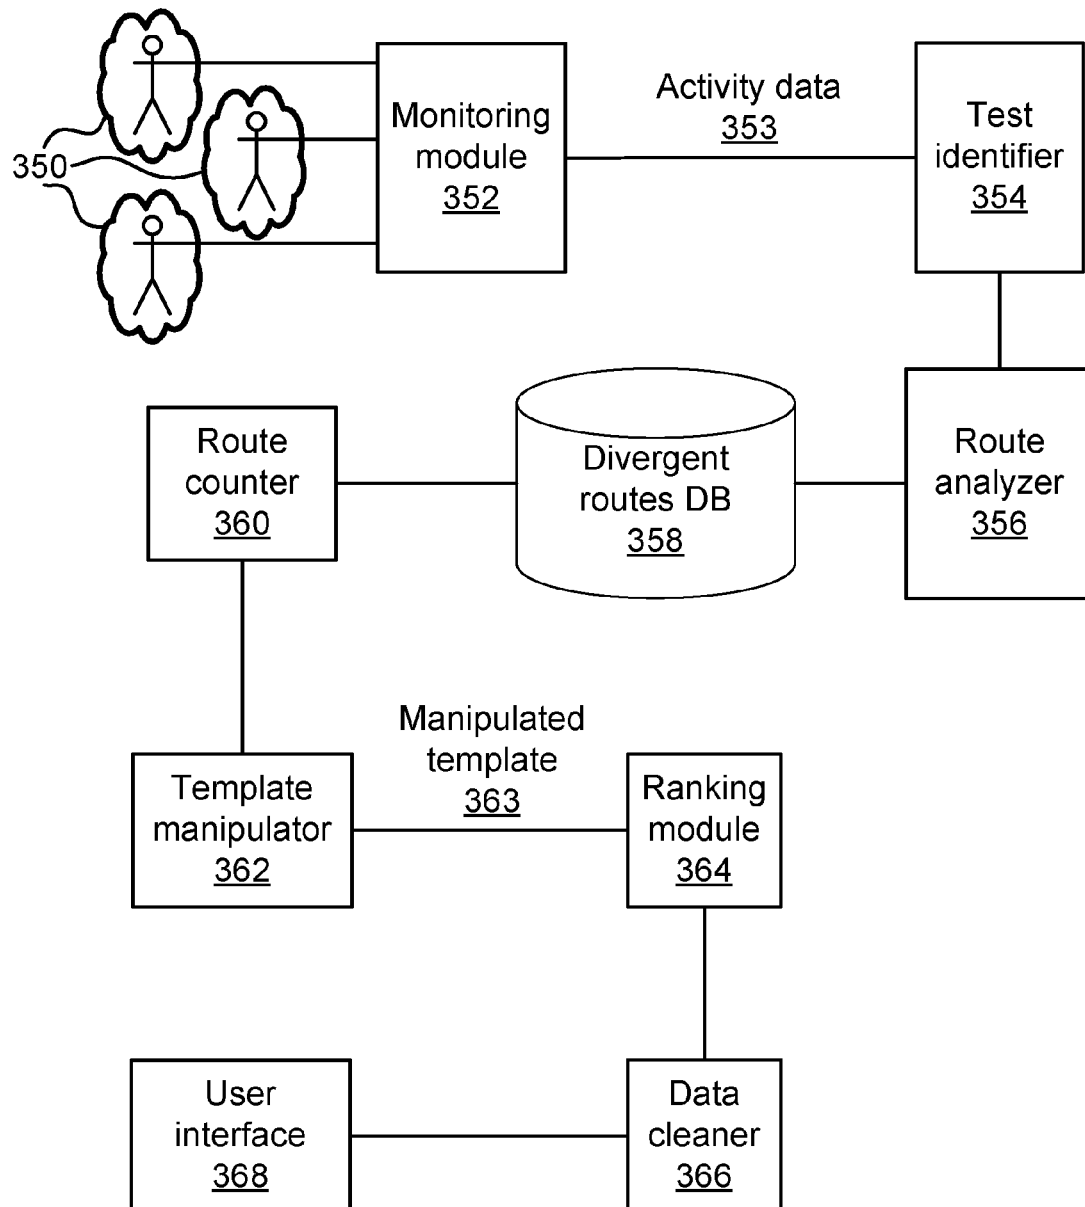 350
Monitoring
module
352
Activity data
353
Test
identifier
354
Route
counter
360
Divergent
routes DB
358
Route
analyzer
356
Template
manipulator
362
Manipulated
template
363
Ranking
module
364
User
interface
368
Data
cleaner
366